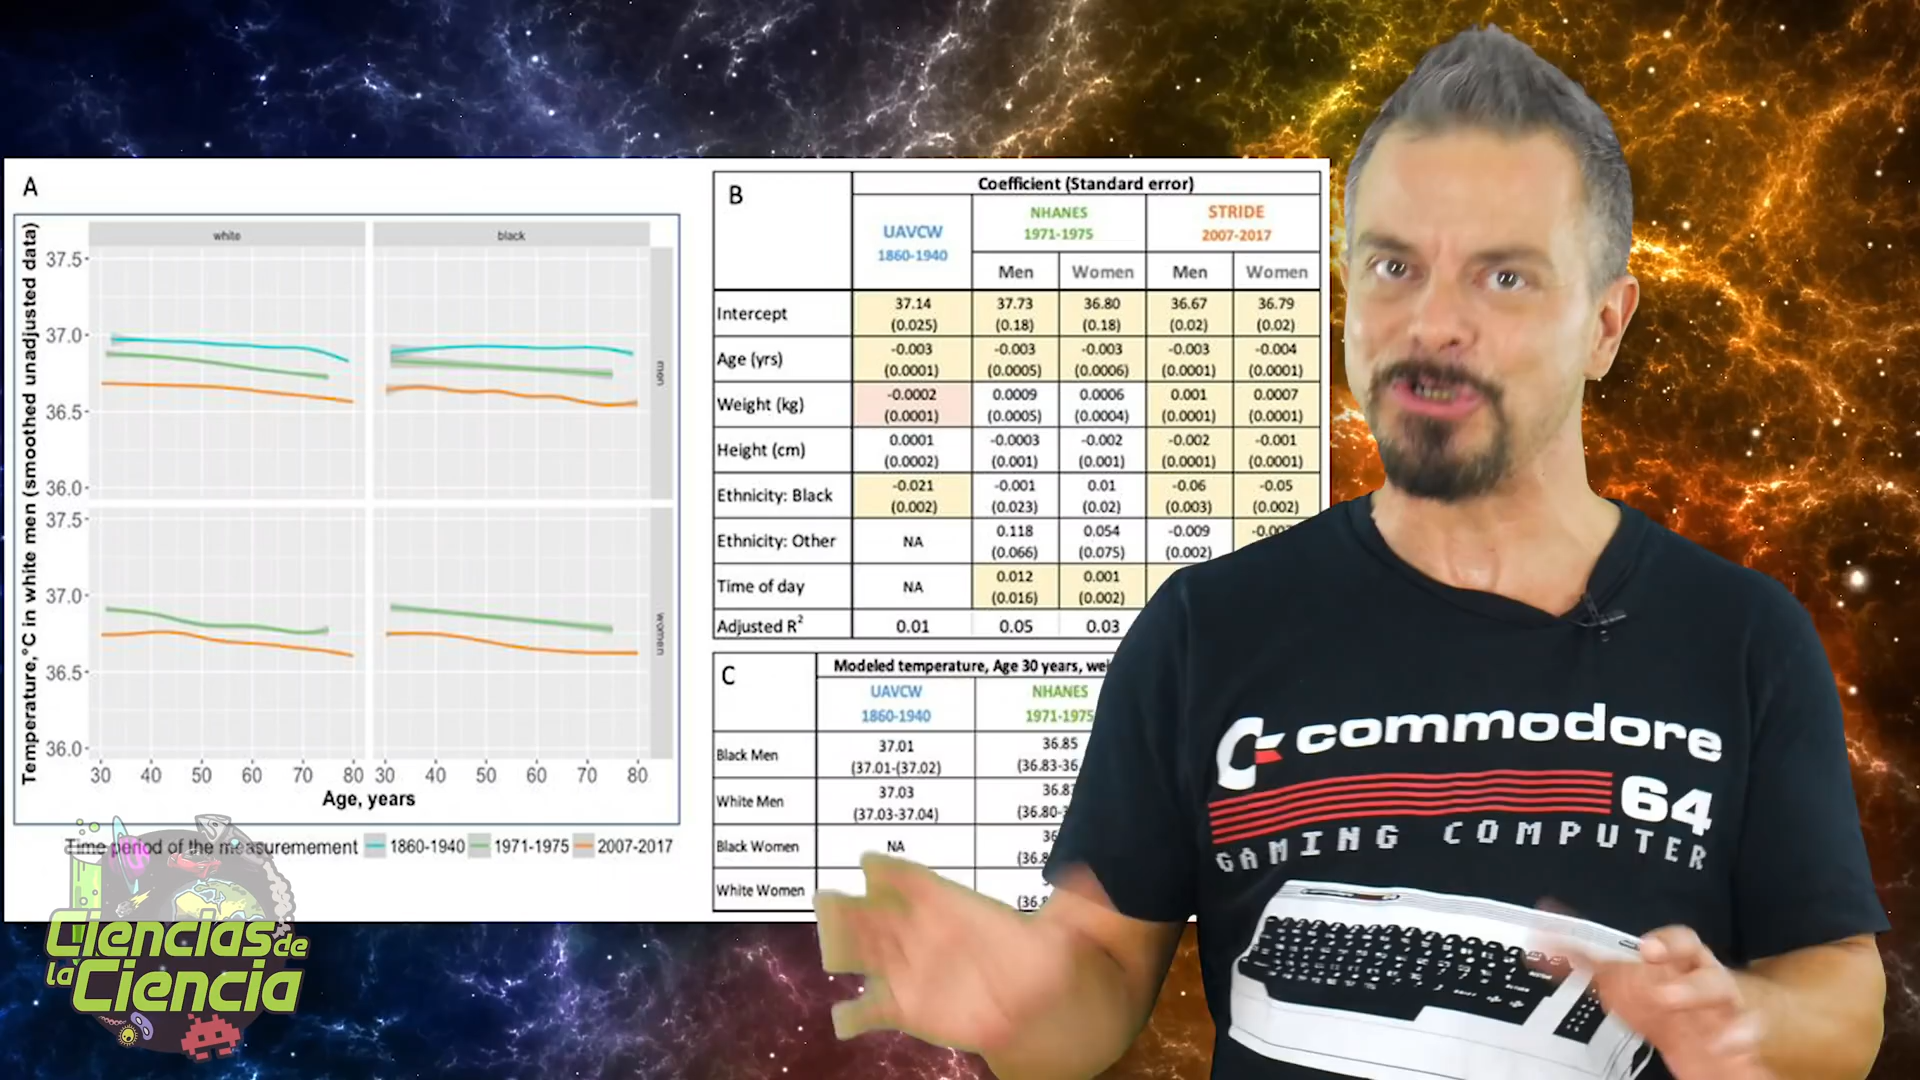 A
white
black
Temperature,°C in white men (smoothed unadjusted data)
37.5
37.0
36.5
36.0
men
37.5
37.0
36.5
36.0
women
30 40 50 60 70 80 30 40 50 60 70 80
Age, years
Time period of the measuremement 1860-1940 1971-1975 2007-2017
B
Coefficient (Standard error)
UAVCW
1860-1940
NHANES
1971-1975
STRIDE
2007-2017
Men Women Men Women
Intercept 37.14 37.73 36.80 36.67 36.79
(0.025) (0.18) (0.18) (0.02) (0.02)
Age (yrs) -0.003 -0.003 -0.003 -0.003 -0.004
(0.0001) (0.0005) (0.0006) (0.0001) (0.0001)
Weight (kg) -0.0002 0.0009 0.0006 0.001 0.0007
(0.0001) (0.0005) (0.0004) (0.0001) (0.0001)
Height (cm) 0.0001 -0.0003 -0.002 -0.002 -0.001
(0.0002) (0.001) (0.001) (0.0001) (0.0001)
Ethnicity: Black -0.021 -0.001 0.01 -0.06 -0.05
(0.002) (0.023) (0.02) (0.003) (0.002)
Ethnicity: Other NA 0.118 0.054 -0.009
(0.066) (0.075) (0.002)
Time of day NA 0.012 0.001
(0.016) (0.002)
Adjusted R² 0.01 0.05 0.03
C
Modeled temperature, Age 30 years,
UAVCW
1860-1940
NHANES
1971-1975
Black Men 37.01 36.85
(37.01-(37.02) (36.83-36
White Men 37.03
(37.03-37.04) (36.80-
Black Women NA
White Women
Ciencias de
la Ciencia
commodore
64
GAMING COMPUTER